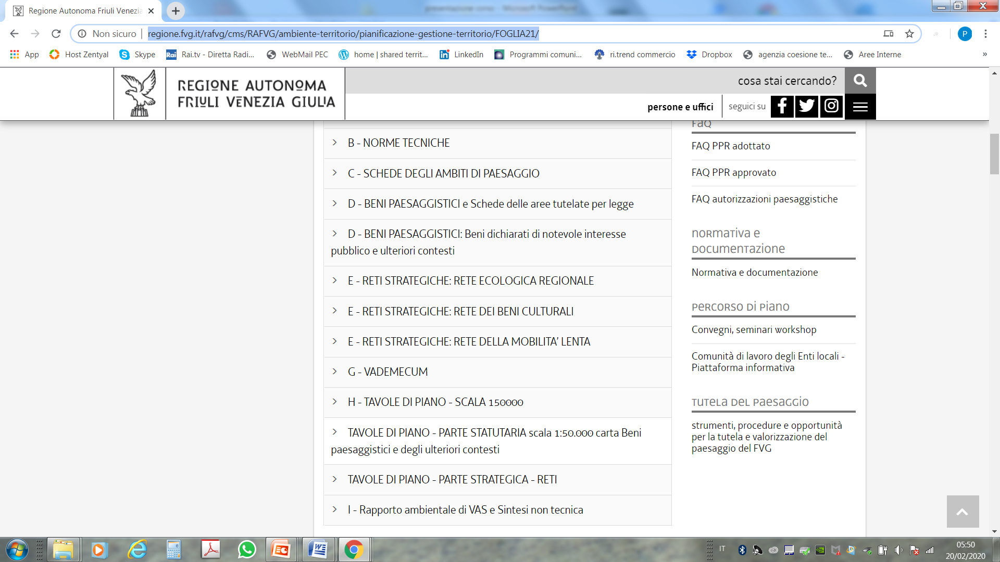 Regione Autonoma Friuli Venezia
presentazione corso - Microsoft PowerPoint
Non sicuro
regione.fvg.it/rafvg/cms/RAFVG/ambiente-territorio/pianificazione-gestione-territorio/FOGLIA21/
JR
P
App
Host Zentyal
Skype
Rai Rai.tv - Diretta Radi...
WebMail PEC
home | shared territ...
LinkedIn
Programmi comuni...
ri.trend commercio
Dropbox
agenzia coesione te...
Aree Interne
»
REGIONE AUTONOMA
FRIULI VENEZIA GIULIA
cosa stai cercando?
persone e uffici
seguici su
B - NORME TECNICHE
C - SCHEDE DEGLI AMBITI DI PAESAGGIO
D - BENI PAESAGGISTICI e Schede delle aree tutelate per legge
D - BENI PAESAGGISTICI: Beni dichiarati di notevole interesse
pubblico e ulteriori contesti
E - RETI STRATEGICHE: RETE ECOLOGICA REGIONALE
E - RETI STRATEGICHE: RETE DEI BENI CULTURALI
E - RETI STRATEGICHE: RETE DELLA MOBILITA’ LENTA
G - VADEMECUM
H - TAVOLE DI PIANO - SCALA 150000
TAVOLE DI PIANO - PARTE STATUTARIA scala 1:50.000 carta Beni
paesaggistici e degli ulteriori contesti
TAVOLE DI PIANO - PARTE STRATEGICA - RETI
I - Rapporto ambientale di VAS e Sintesi non tecnica
FAQ
FAQ PPR adottato
FAQ PPR approvato
FAQ autorizzazioni paesaggistiche
normativa e
documentazione
Normativa e documentazione
percorso di piano
Convegni, seminari workshop
Comunità di lavoro degli Enti locali -
Piattaforma informativa
tutela del paesaggio
strumenti, procedure e opportunità
per la tutela e valorizzazione del
paesaggio del FVG
IT
05:50
20/02/2020